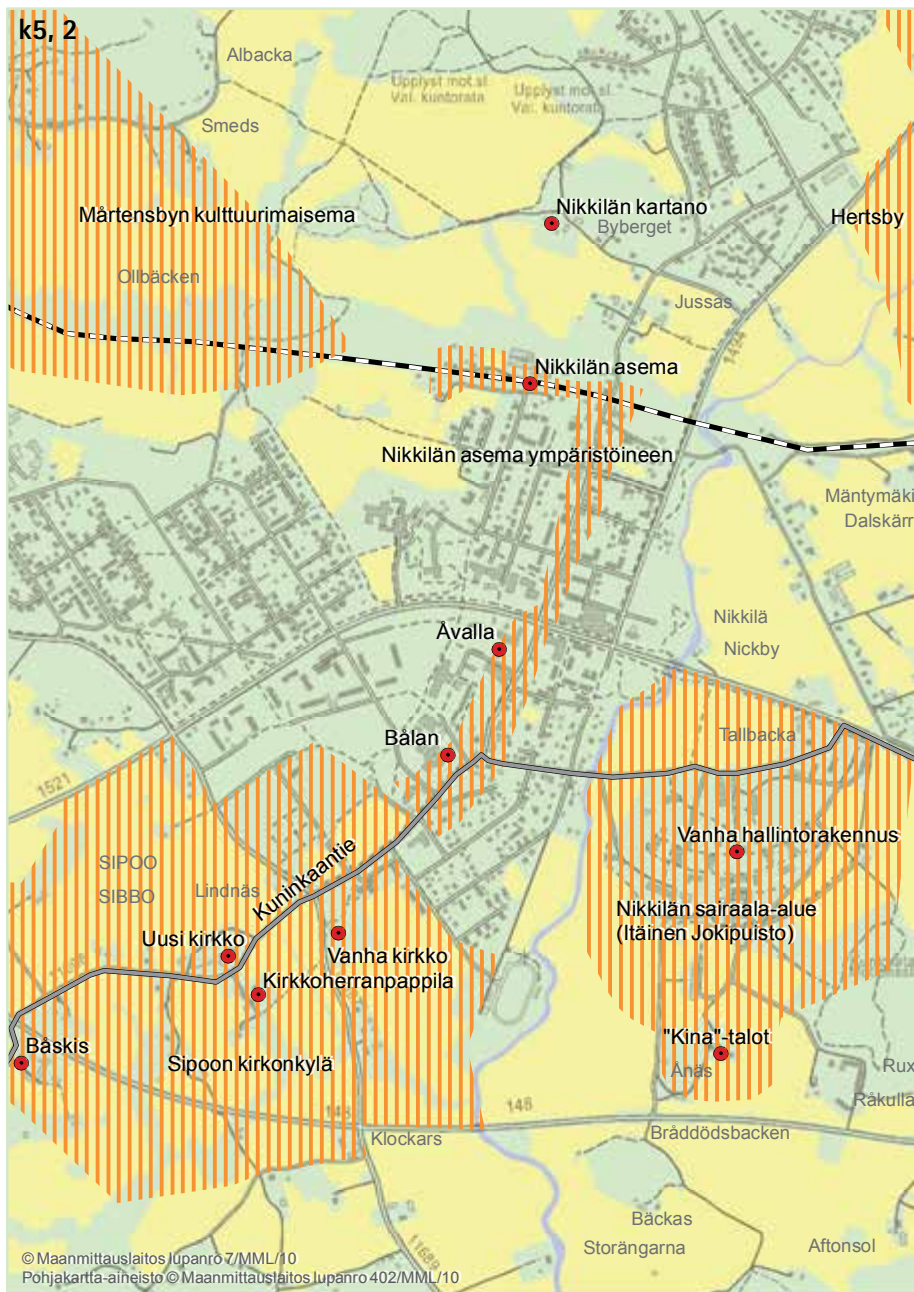 k5, 2
Albacka
Upplyst mot.sl.
Val. kuntorata
Upplyst mot.sl.
Val. kuntorata
Smeds
Mårtensbyn kulttuurimaisema
Nikkilän kartano
Byberget
Hertsby
Ollbäcken
Jussas
1494
Nikkilän asema
Nikkilän asema ympäristöineen
Mäntymäki
Dalskärr
Nikkilä
Nickby
Åvalla
Tallbacka
Bålan
1521
Vanha hallintorakennus
SIPOO
SIBBO
Lindnäs
Kuninkaantie
Nikkilän sairaala-alue
(Itäinen Jokipuisto)
Uusi kirkko
Vanha kirkko
Kirkkoherranpappila
Båskis
Sipoon kirkonkylä
"Kina"-talot
Ånäs
Rux
Råkullä
148
148
Klockars
Bråddödsbacken
Bäckas
Storängarna
Aftonsol
11689
© Maanmittauslaitos lupanro 7/MML/10
Pohjakartta-aineisto © Maanmittauslaitos lupanro 402/MML/10